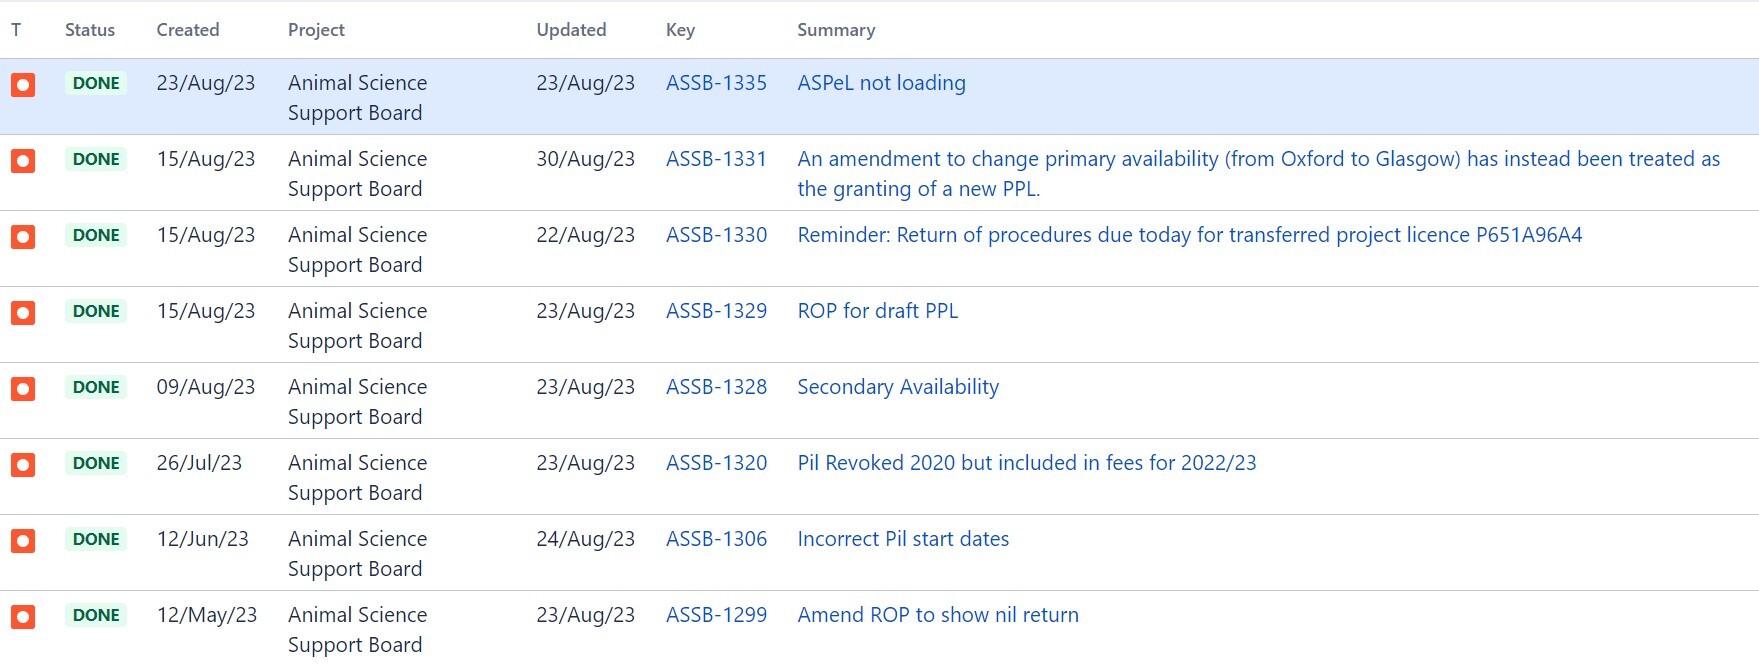 T Status Created Project Updated Key Summary
DONE 23/Aug/23 Animal Science 23/Aug/23 ASSB-1335 ASPeL not loading
Support Board
DONE 15/Aug/23 Animal Science 30/Aug/23 ASSB-1331 An amendment to change primary availability (from Oxford to Glasgow) has instead been treated as
Support Board the granting of a new PPL.
DONE 15/Aug/23 Animal Science 22/Aug/23 ASSB-1330 Reminder: Return of procedures due today for transferred project licence P651A96A4
Support Board
DONE 15/Aug/23 Animal Science 23/Aug/23 ASSB-1329 ROP for draft PPL
Support Board
DONE 09/Aug/23 Animal Science 23/Aug/23 ASSB-1328 Secondary Availability
Support Board
DONE 26/Jul/23 Animal Science 23/Aug/23 ASSB-1320 Pil Revoked 2020 but included in fees for 2022/23
Support Board
DONE 12/Jun/23 Animal Science 24/Aug/23 ASSB-1306 Incorrect Pil start dates
Support Board
DONE 12/May/23 Animal Science 23/Aug/23 ASSB-1299 Amend ROP to show nil return
Support Board